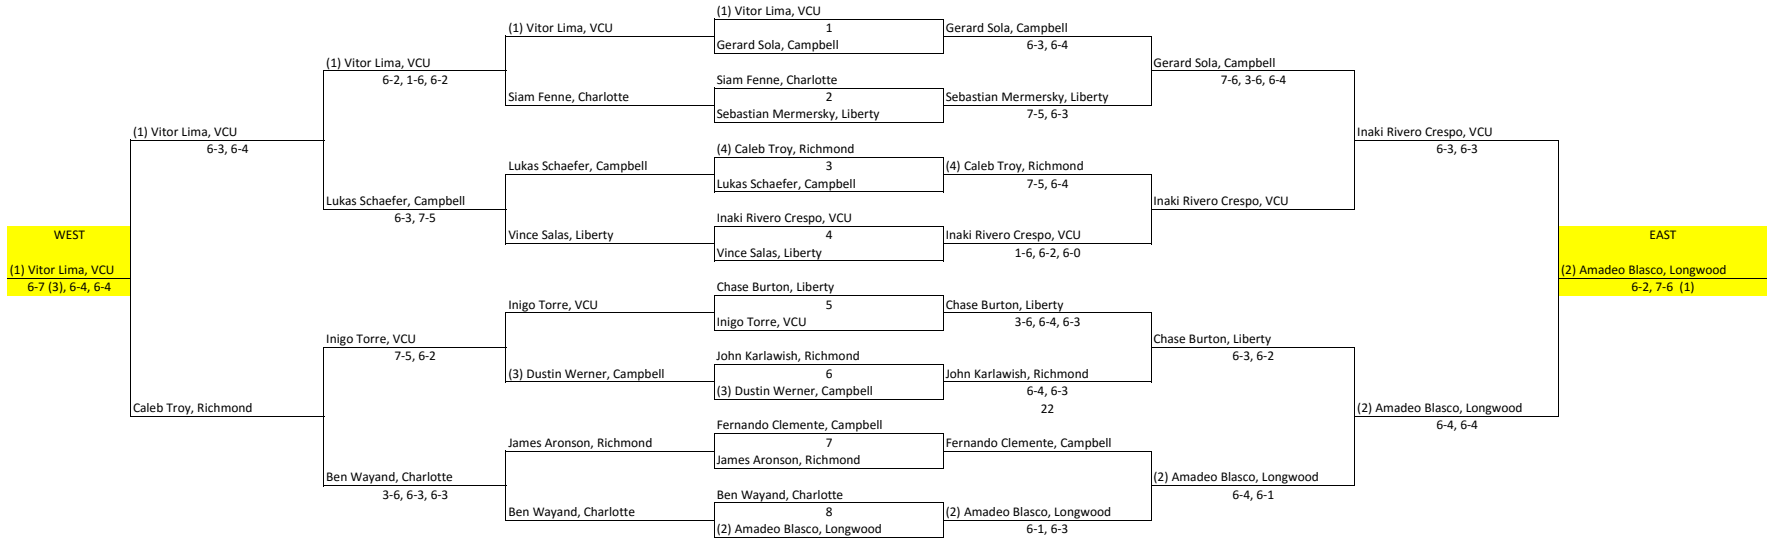 (1) Vitor Lima, VCU
(1) Vitor Lima, VCU
1
Gerard Sola, Campbell
Gerard Sola, Campbell
6-3, 6-4
(1) Vitor Lima, VCU
6-2, 1-6, 6-2
Gerard Sola, Campbell
7-6, 3-6, 6-4
Siam Fenne, Charlotte
Siam Fenne, Charlotte
2
Sebastian Mermersky, Liberty
Sebastian Mermersky, Liberty
7-5, 6-3
(1) Vitor Lima, VCU
6-3, 6-4
Inaki Rivero Crespo, VCU
6-3, 6-3
Lukas Schaefer, Campbell
(4) Caleb Troy, Richmond
3
Lukas Schaefer, Campbell
(4) Caleb Troy, Richmond
7-5, 6-4
Lukas Schaefer, Campbell
6-3, 7-5
Inaki Rivero Crespo, VCU
Vince Salas, Liberty
Inaki Rivero Crespo, VCU
4
Vince Salas, Liberty
Inaki Rivero Crespo, VCU
1-6, 6-2, 6-0
WEST
(1) Vitor Lima, VCU
6-7 (3), 6-4, 6-4
EAST
(2) Amadeo Blasco, Longwood
6-2, 7-6 (1)
Inigo Torre, VCU
Chase Burton, Liberty
5
Inigo Torre, VCU
Chase Burton, Liberty
3-6, 6-4, 6-3
Inigo Torre, VCU
7-5, 6-2
Chase Burton, Liberty
6-3, 6-2
(3) Dustin Werner, Campbell
John Karlawish, Richmond
6
(3) Dustin Werner, Campbell
John Karlawish, Richmond
6-4, 6-3
22
Caleb Troy, Richmond
(2) Amadeo Blasco, Longwood
6-4, 6-4
James Aronson, Richmond
Fernando Clemente, Campbell
7
James Aronson, Richmond
Fernando Clemente, Campbell
Ben Wayand, Charlotte
3-6, 6-3, 6-3
(2) Amadeo Blasco, Longwood
6-4, 6-1
Ben Wayand, Charlotte
Ben Wayand, Charlotte
8
(2) Amadeo Blasco, Longwood
(2) Amadeo Blasco, Longwood
6-1, 6-3